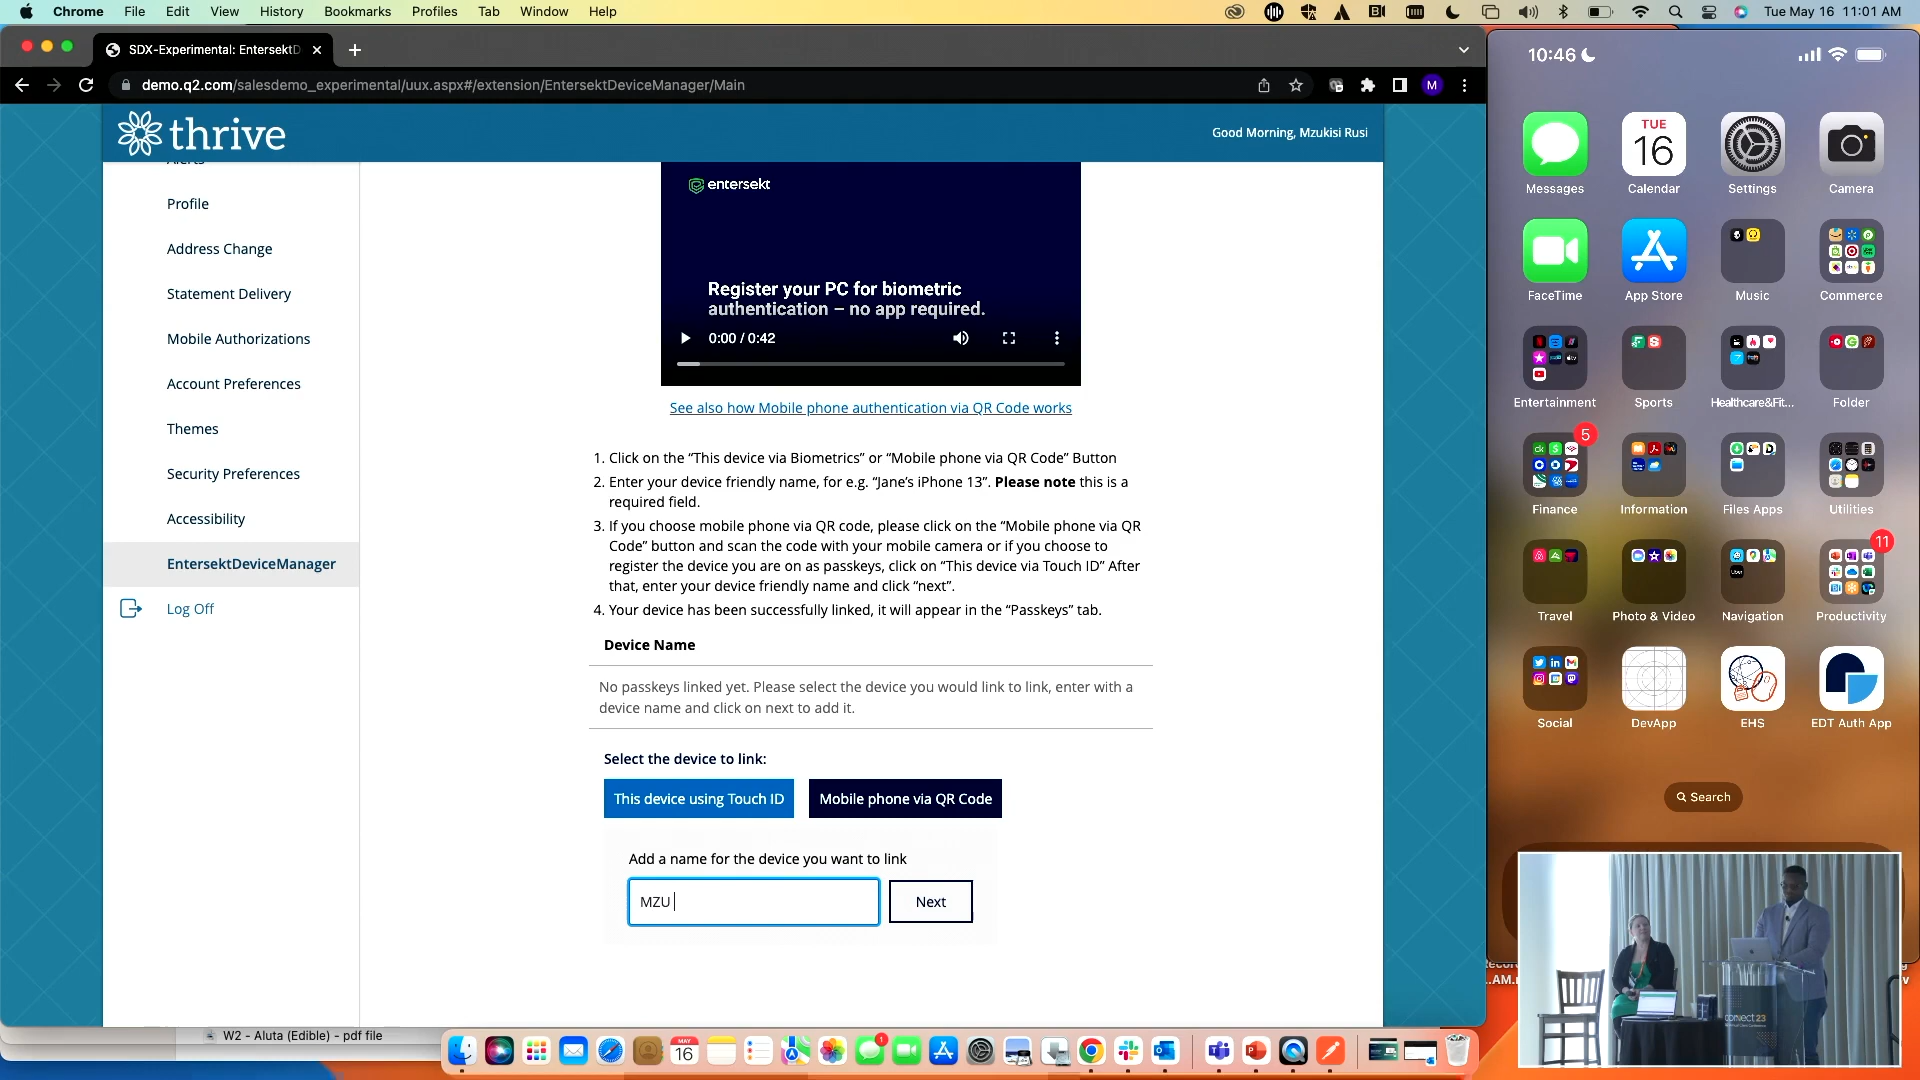 Chrome File Edit View History Bookmarks Profiles Tab Window Help
Tue May 16 11:01 AM
SDX-Experimental: EntersektD
demo.q2.com/salesdemo_experimental/uux.aspx#/extension/EntersektDeviceManager/Main
M
thrive
Good Morning, Mzukisi Rusi
Alerts
Profile
Address Change
Statement Delivery
Mobile Authorizations
Account Preferences
Themes
Security Preferences
Accessibility
EntersektDeviceManager
Log Off
entersekt
Register your PC for biometric
authentication – no app required.
0:00 / 0:42
See also how Mobile phone authentication via QR Code works
1. Click on the “This device via Biometrics” or “Mobile phone via QR Code” Button
2. Enter your device friendly name, for e.g. “Jane’s iPhone 13”. Please note this is a
required field.
3. If you choose mobile phone via QR code, please click on the “Mobile phone via QR
Code” button and scan the code with your mobile camera or if you choose to
register the device you are on as passkeys, click on “This device via Touch ID” After
that, enter your device friendly name and click “next”.
4. Your device has been successfully linked, it will appear in the “Passkeys” tab.
Device Name
No passkeys linked yet. Please select the device you would link to link, enter with a
device name and click on next to add it.
Select the device to link:
This device using Touch ID
Mobile phone via QR Code
Add a name for the device you want to link
MZU
Next
W2 - Aluta (Edible) - pdf file
MAY
16
1
10:46
TUE
16
Messages
Calendar
Settings
Camera
FaceTime
App Store
Music
Commerce
Entertainment
Sports
Healthcare&Fit...
Folder
5
Finance
Information
Files Apps
Utilities
11
Travel
Photo & Video
Navigation
Productivity
Social
DevApp
EHS
EDT Auth App
Search
connect 23